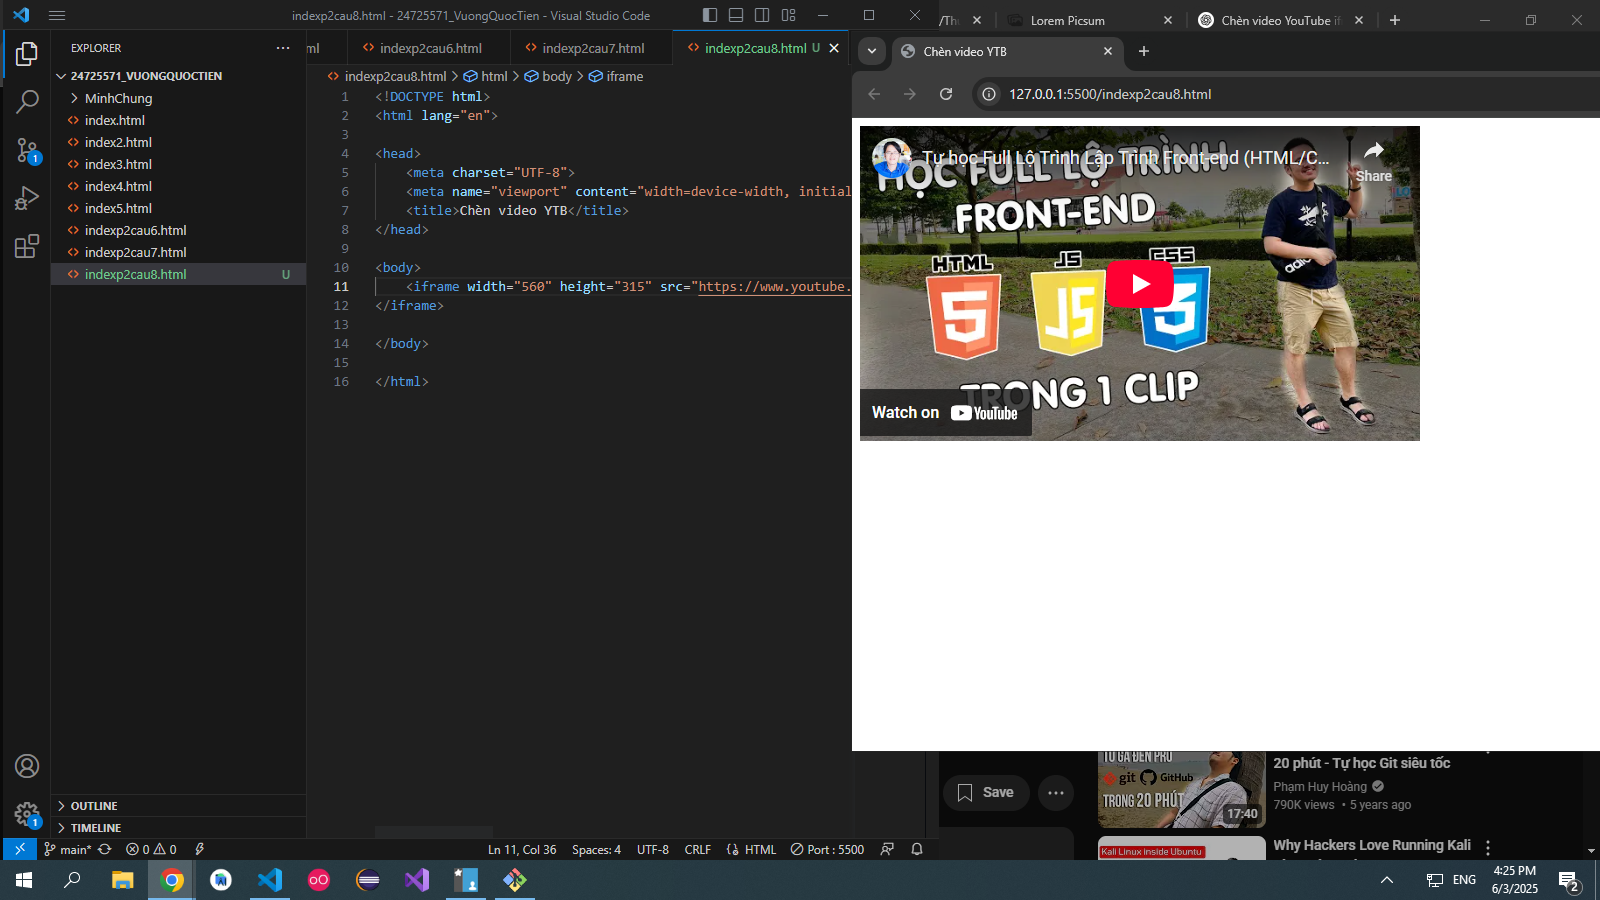 indexp2cau8.html - 24725571_VuongQuocTien - Visual Studio Code
EXPLORER
24725571_VUONGQUOCTIEN
MinhChung
index.html
index2.html
index3.html
index4.html
index5.html
indexp2cau6.html
indexp2cau7.html
indexp2cau8.html U
OUTLINE
TIMELINE
ml
indexp2cau6.html
indexp2cau7.html
indexp2cau8.html U
indexp2cau8.html > html > body > iframe
1 <!DOCTYPE html>
2 <html lang="en">
3
4 <head>
5 <meta charset="UTF-8">
6 <meta name="viewport" content="width=device-width, initial
7 <title>Chèn video YTB</title>
8 </head>
9
10 <body>
11 <iframe width="560" height="315" src="https://www.youtube.
12 </iframe>
13
14 </body>
15
16 </html>
1
1
main*
0 0
Ln 11, Col 36
Spaces: 4
UTF-8
CRLF
HTML
Port : 5500
Lorem Picsum
Chèn video YouTube if
Chèn video YTB
127.0.0.1:5500/indexp2cau8.html
Tự học Full Lộ Trình Lập Trình Front-end (HTML/C...
Share
HỌC FULL LỘ TRÌNH
FRONT-END
HTML
JS
CSS
5
JS
3
adidas
TRONG 1 CLIP
Watch on YouTube
Save
git GitHub
TRONG 20 PHÚT
17:40
20 phút - Tự học Git siêu tốc
Phạm Huy Hoàng
790K views • 5 years ago
Kali Linux inside Ubuntu
Why Hackers Love Running Kali
ENG
4:25 PM
6/3/2025
2